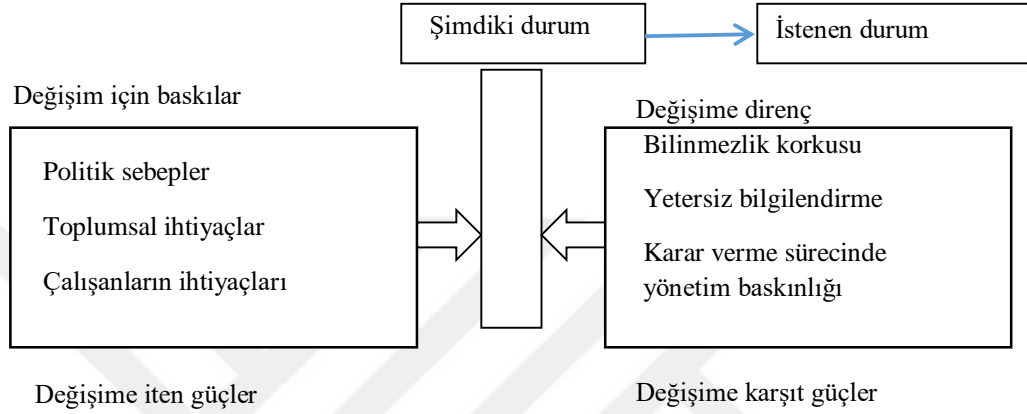 Şimdiki durum
İstenen durum
Değişim için baskılar
Politik sebepler
Toplumsal ihtiyaçlar
Çalışanların ihtiyaçları
Değişime iten güçler
Değişime direnç
Bilinmezlik korkusu
Yetersiz bilgilendirme
Karar verme sürecinde
yönetim baskınlığı
Değişime karşıt güçler